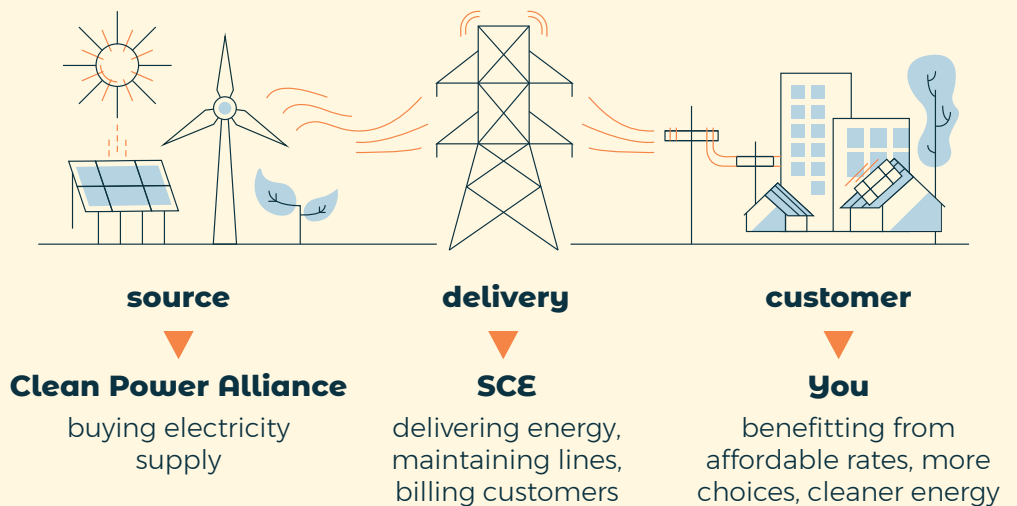 source
delivery
customer
Clean Power Alliance
SCE
You
buying electricity
supply
delivering energy,
maintaining lines,
billing customers
benefitting from
affordable rates, more
choices, cleaner energy